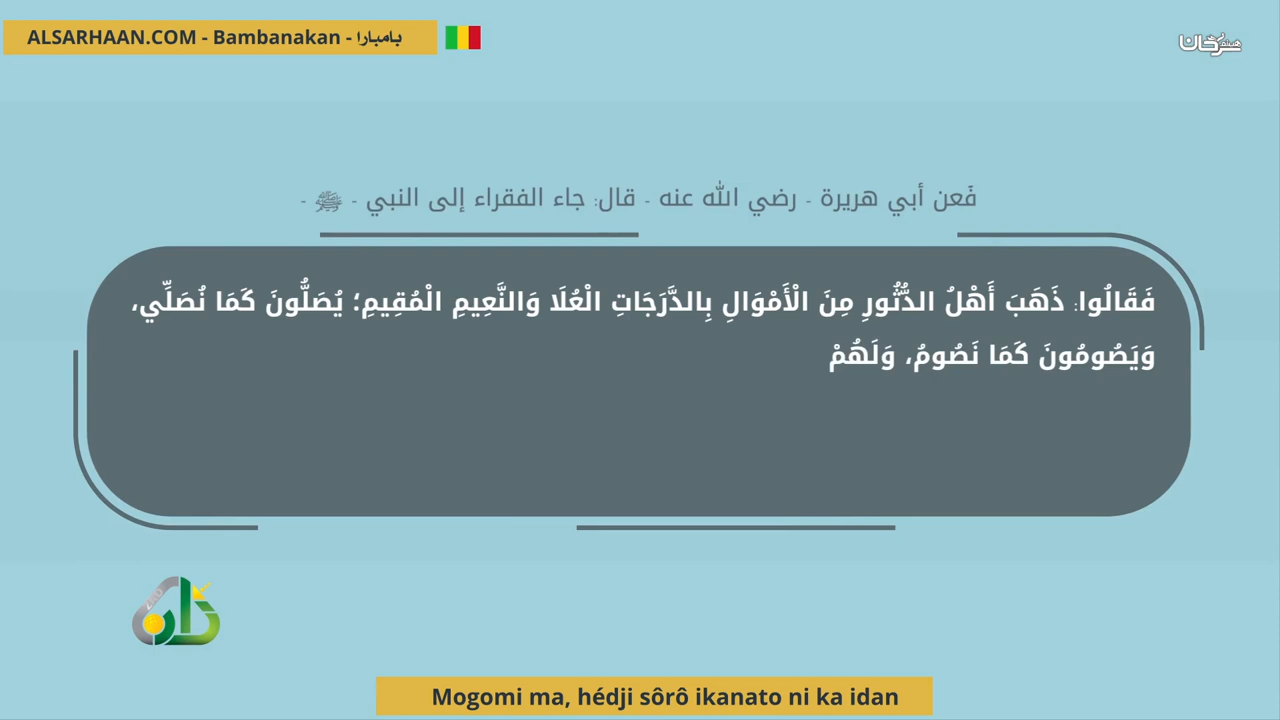 ALSARHAAN.COM - Bambanakan - بامبارا
فَعن أبي هريرة - رضي الله عنه - قال: جاء الفقراء إلى النبي - ﷺ -
فَقَالُوا: ذَهَبَ أَهْلُ الدُّثُورِ مِنَ الْأَمْوَالِ بِالدَّرَجَاتِ الْعُلَا وَالنَّعِيمِ الْمُقِيمِ؛ يُصَلُّونَ كَمَا نُصَلِّي،
وَيَصُومُونَ كَمَا نَصُومُ، وَلَهُمْ
Mogomi ma, hédji sôrô ikanato ni ka idan